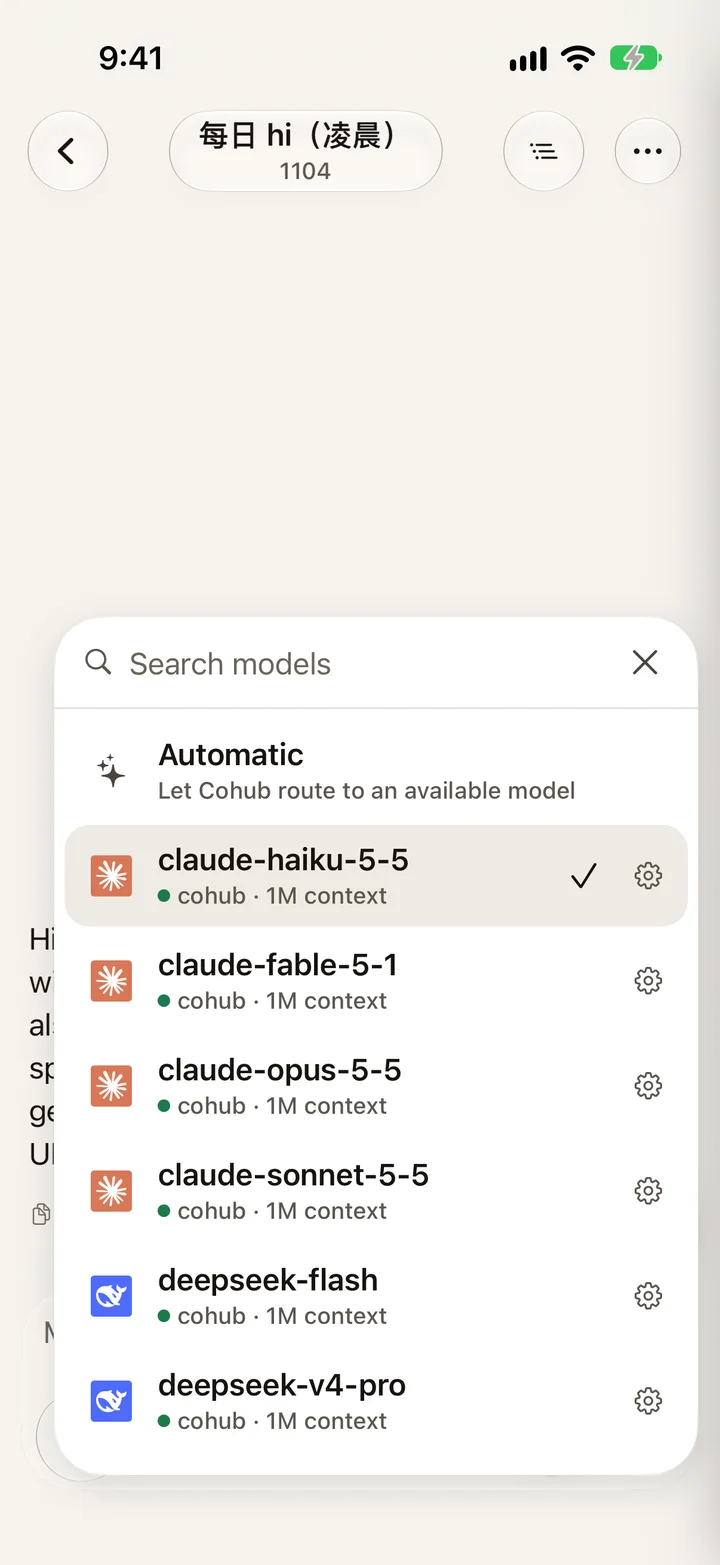 9:41
每日 hi（凌晨）
1104
Search models
Automatic
Let Cohub route to an available model
claude-haiku-5-5
cohub · 1M context
claude-fable-5-1
cohub · 1M context
claude-opus-5-5
cohub · 1M context
claude-sonnet-5-5
cohub · 1M context
deepseek-flash
cohub · 1M context
deepseek-v4-pro
cohub · 1M context
Hi